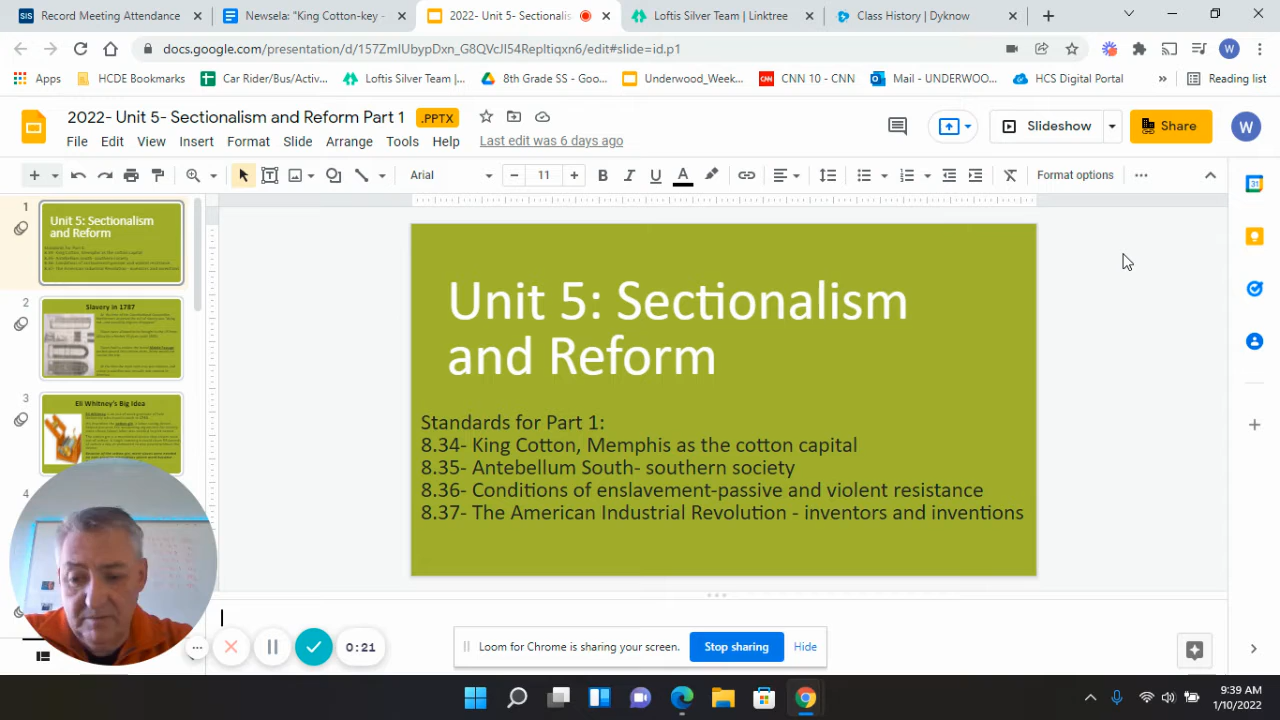 Record Meeting Attendance
Newsela: "King Cotton-key
2022- Unit 5- Sectionalis
Loftis Silver Team | Linktree
Class History | Dyknow
docs.google.com/presentation/d/157ZmIUbypDxn_G8QVcJI54RepItiqxn6/edit#slide=id.p1
W
Apps
HCDE Bookmarks
Car Rider/Bus/Activ...
Loftis Silver Team |...
8th Grade SS - Goo...
Underwood_Week...
CNN 10 - CNN
Mail - UNDERWOO...
HCS Digital Portal
»
Reading list
2022- Unit 5- Sectionalism and Reform Part 1
.PPTX
Slideshow
Share
W
File Edit View Insert Format Slide Arrange Tools Help
Last edit was 6 days ago
Arial
11
B I U A
Format options
1
Unit 5: Sectionalism
and Reform
2
Slavery in 1787
3
Eli Whitney's Big Idea
4
Unit 5: Sectionalism
and Reform
Standards for Part 1:
8.34- King Cotton, Memphis as the cotton capital
8.35- Antebellum South- southern society
8.36- Conditions of enslavement-passive and violent resistance
8.37- The American Industrial Revolution - inventors and inventions
0:21
Loom for Chrome is sharing your screen.
Stop sharing
Hide
9:39 AM
1/10/2022